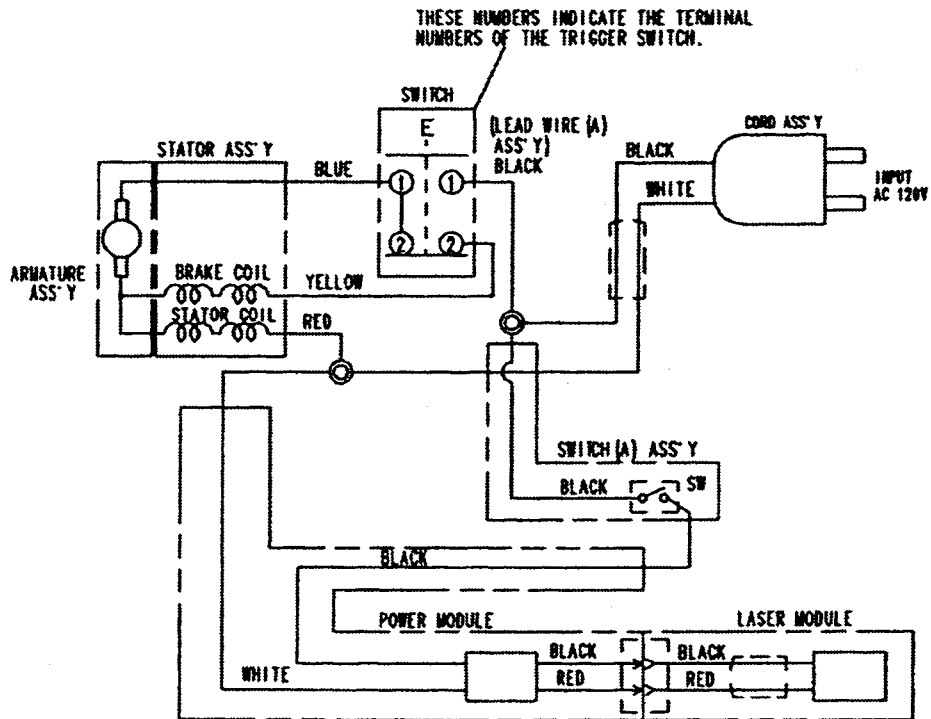 THESE NUMBERS INDICATE THE TERMINAL
NUMBERS OF THE TRIGGER SWITCH.
SWITCH
E
(LEAD WIRE (A)
ASS'Y)
BLACK
CORD ASS'Y
STATOR ASS'Y
BLUE
BLACK
WHITE
INPUT
AC 120V
1
1
2
2
ARMATURE
ASS'Y
BRAKE COIL
YELLOW
STATOR COIL
RED
SWITCH (A) ASS'Y
BLACK
SW
BLACK
POWER MODULE
LASER MODULE
BLACK
BLACK
WHITE
RED
RED